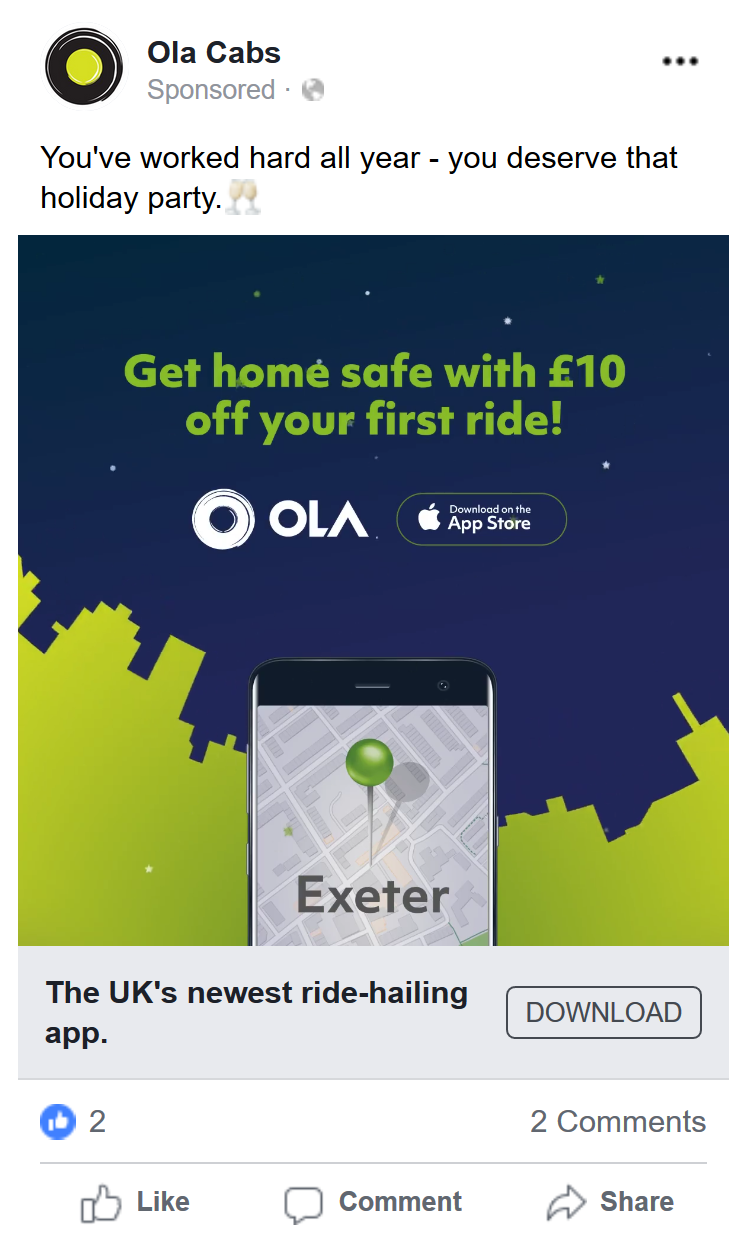 Ola Cabs
Sponsored ·
You've worked hard all year - you deserve that
holiday party.🥂
Get home safe with £10
off your first ride!
OLA
Download on the
App Store
Exeter
The UK's newest ride-hailing
app.
DOWNLOAD
2
2 Comments
Like
Comment
Share